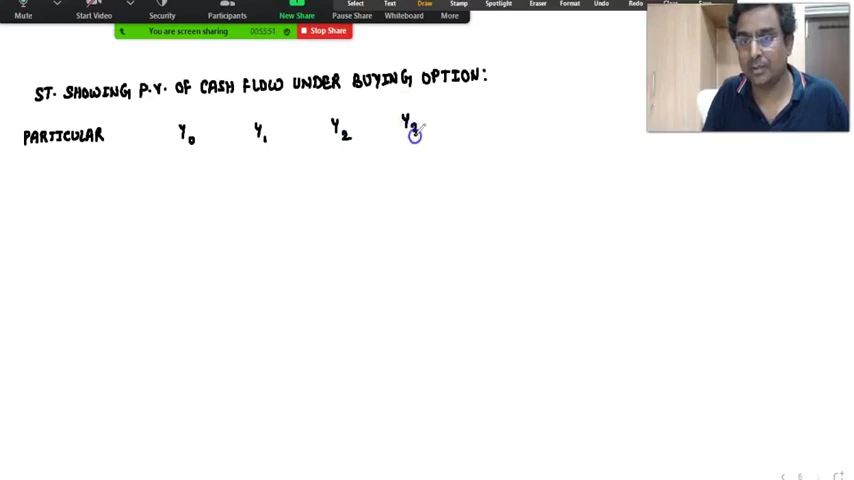 Select Text Draw Stamp Spotlight Eraser Format Undo Redo
Mute Start Video Security Participants New Share Pause Share Whiteboard More
You are screen sharing 00:53:51 Stop Share
ST. SHOWING P.V. OF CASH FLOW UNDER BUYING OPTION:
PARTICULAR Y0 Y1 Y2 Y3
6